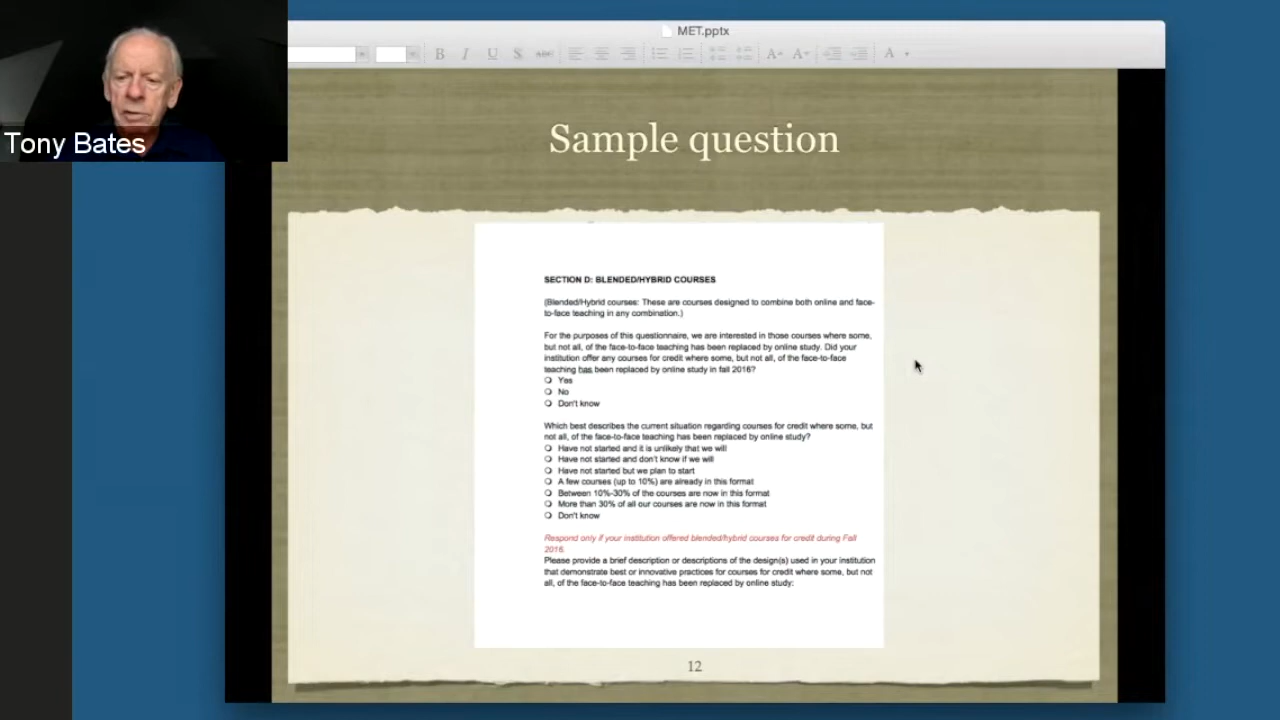 MET.pptx
B I U S ABC
A A A
Tony Bates
Sample question
SECTION D: BLENDED/HYBRID COURSES
(Blended/Hybrid courses: These are courses designed to combine both online and face-
to-face teaching in any combination.)
For the purposes of this questionnaire, we are interested in those courses where some,
but not all, of the face-to-face teaching has been replaced by online study. Did your
institution offer any courses for credit where some, but not all, of the face-to-face
teaching has been replaced by online study in fall 2016?
Yes
No
Don't know
Which best describes the current situation regarding courses for credit where some, but
not all, of the face-to-face teaching has been replaced by online study?
Have not started and it is unlikely that we will
Have not started and don't know if we will
Have not started but we plan to start
A few courses (up to 10%) are already in this format
Between 10%-30% of the courses are now in this format
More than 30% of all our courses are now in this format
Don't know
Respond only if your institution offered blended/hybrid courses for credit during Fall
2016.
Please provide a brief description or descriptions of the design(s) used in your institution
that demonstrate best or innovative practices for courses for credit where some, but not
all, of the face-to-face teaching has been replaced by online study:
12